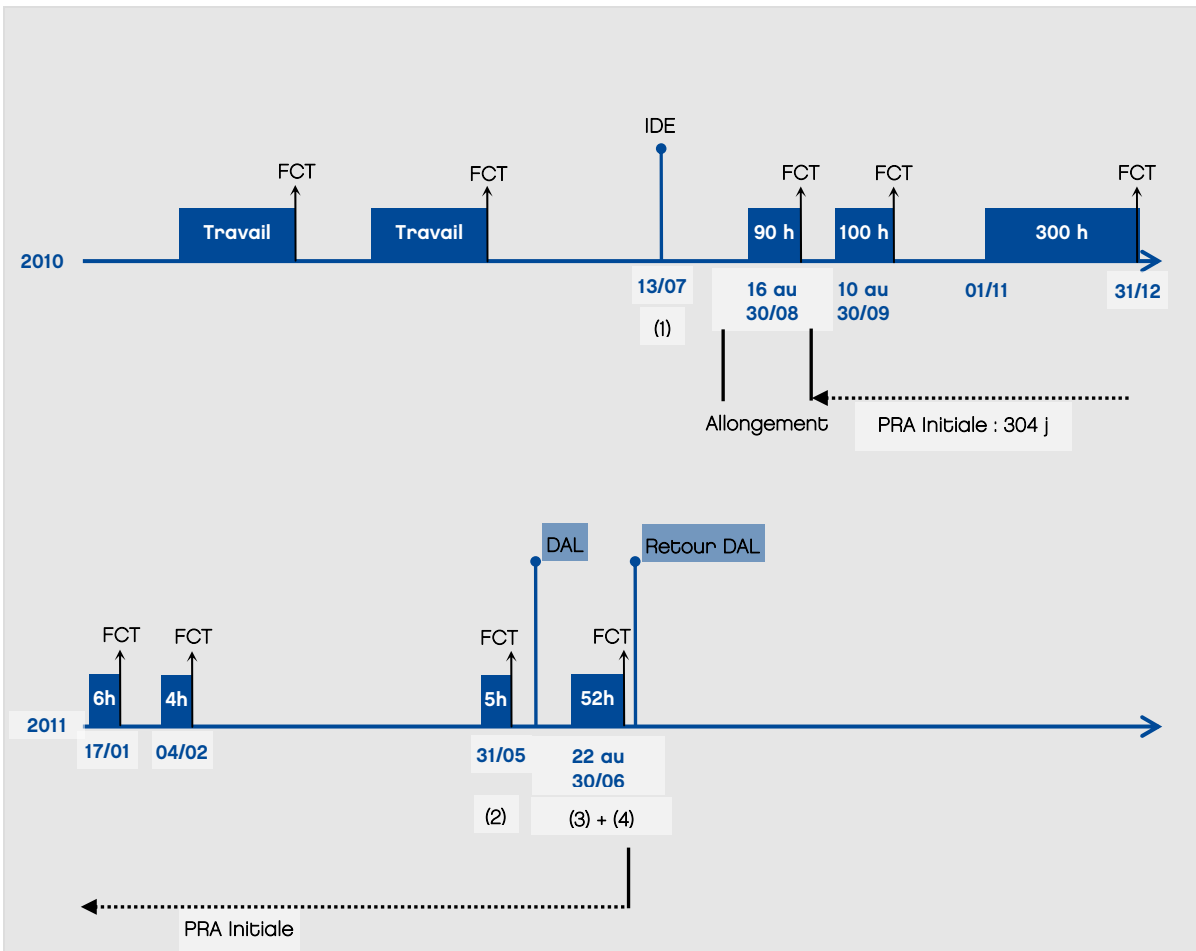 IDE
FCT
FCT
FCT
FCT
FCT
Travail
Travail
90 h
100 h
300 h
2010
13/07
16 au
30/08
10 au
30/09
01/11
31/12
(1)
Allongement
PRA Initiale : 304 j
DAL
Retour DAL
FCT
FCT
FCT
FCT
6h
4h
5h
52h
2011
17/01
04/02
31/05
22 au
30/06
(2)
(3) + (4)
PRA Initiale